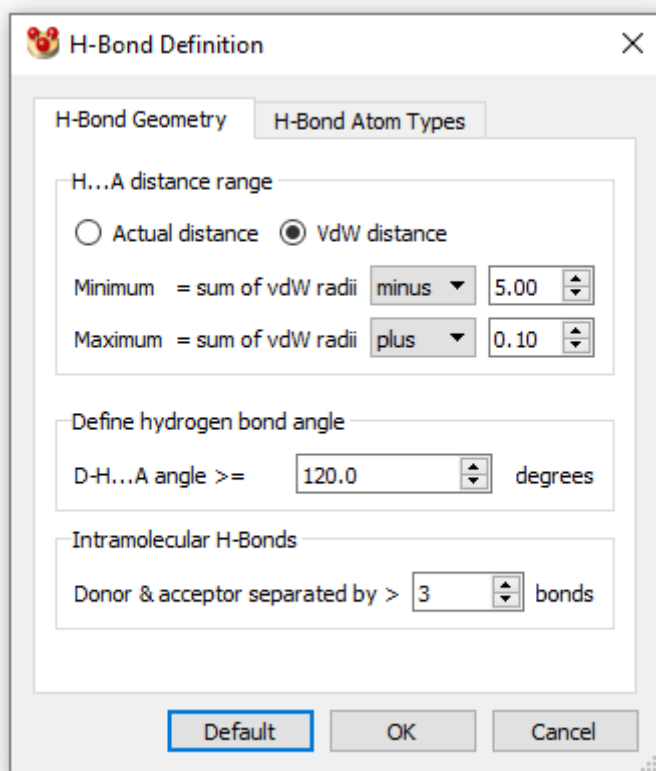 H-Bond Definition
H-Bond Geometry H-Bond Atom Types
H...A distance range
Actual distance VdW distance
Minimum = sum of vdW radii minus 5.00
Maximum = sum of vdW radii plus 0.10
Define hydrogen bond angle
D-H...A angle >= 120.0 degrees
Intramolecular H-Bonds
Donor & acceptor separated by > 3 bonds
Default OK Cancel